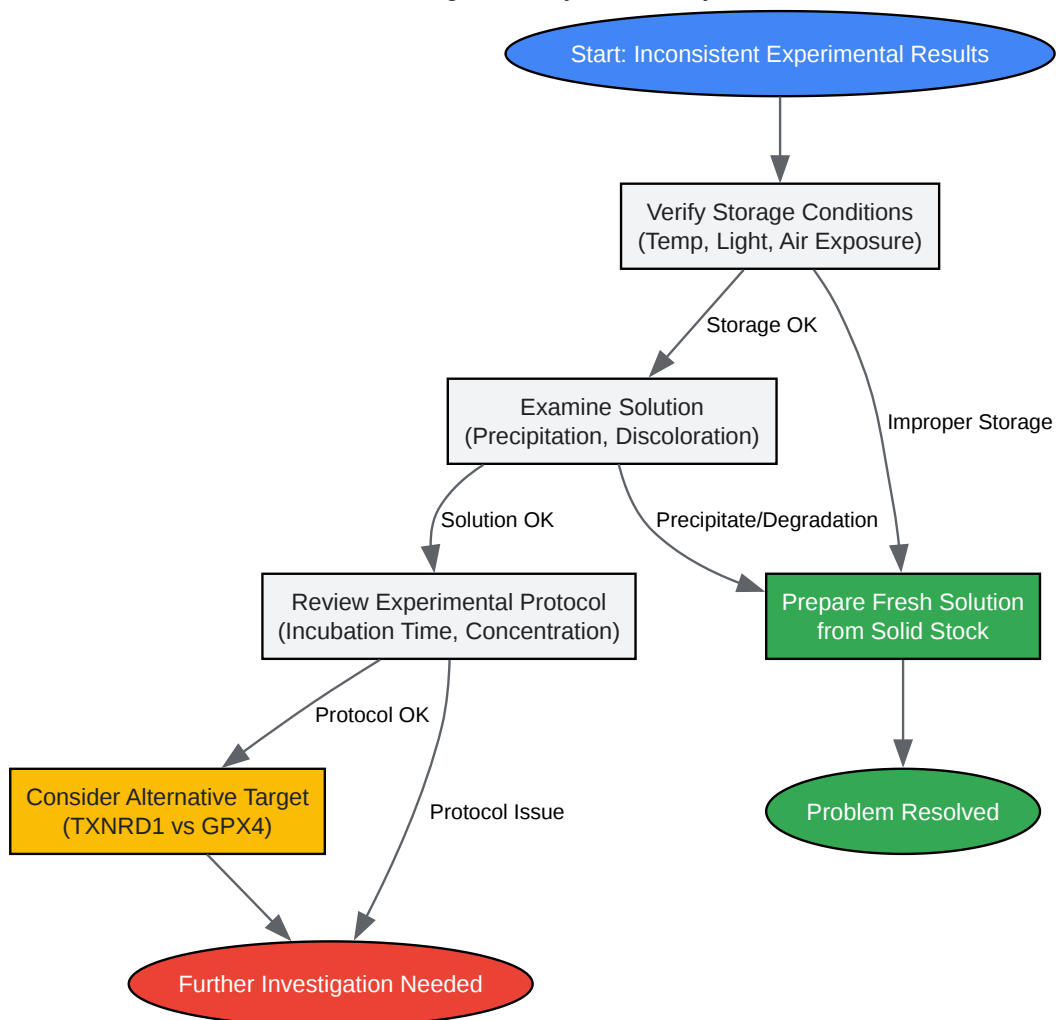 Start: Inconsistent Experimental Results
Verify Storage Conditions
(Temp, Light, Air Exposure)
Storage OK
Examine Solution
(Precipitation, Discoloration)
Improper Storage
Solution OK
Precipitate/Degradation
Review Experimental Protocol
(Incubation Time, Concentration)
Prepare Fresh Solution
from Solid Stock
Protocol OK
Consider Alternative Target
(TXNRD1 vs GPX4)
Protocol Issue
Problem Resolved
Further Investigation Needed